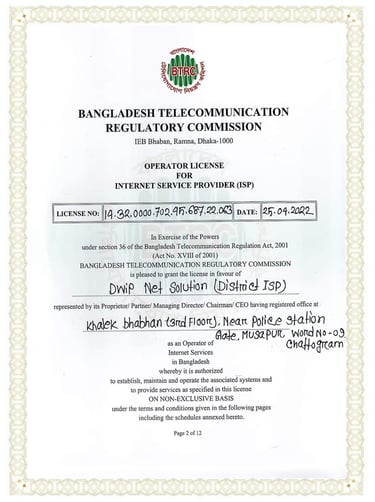 BTRC
BANGLADESH TELECOMMUNICATION
REGULATORY COMMISSION
IEB Bhaban, Ramna, Dhaka-1000
OPERATOR LICENSE
FOR
INTERNET SERVICE PROVIDER (ISP)
LICENSE NO: 14.32.0000.702.45.687.22.063 DATE: 25.09.2022
In Exercise of the Powers
under section 36 of the Bangladesh Telecommunication Regulation Act, 2001
(Act No. XVIII of 2001)
BANGLADESH TELECOMMUNICATION REGULATORY COMMISSION
is pleased to grant the license in favour of
DWIP Net Solution (District ISP)
represented by its Proprietor/ Partner/ Managing Director/ Chairman/ CEO having registered office at
Khalek bhabhan (3rd Floor), Near Police Station
Gate, MUSAPUR, Word No-09
Chattogram
as an Operator of
Internet Services
in Bangladesh
whereby it is authorized
to establish, maintain and operate the associated systems and
to provide services as specified in this license
ON NON-EXCLUSIVE BASIS
under the terms and conditions given in the following pages
including the schedules annexed hereto.
Page 2 of 12